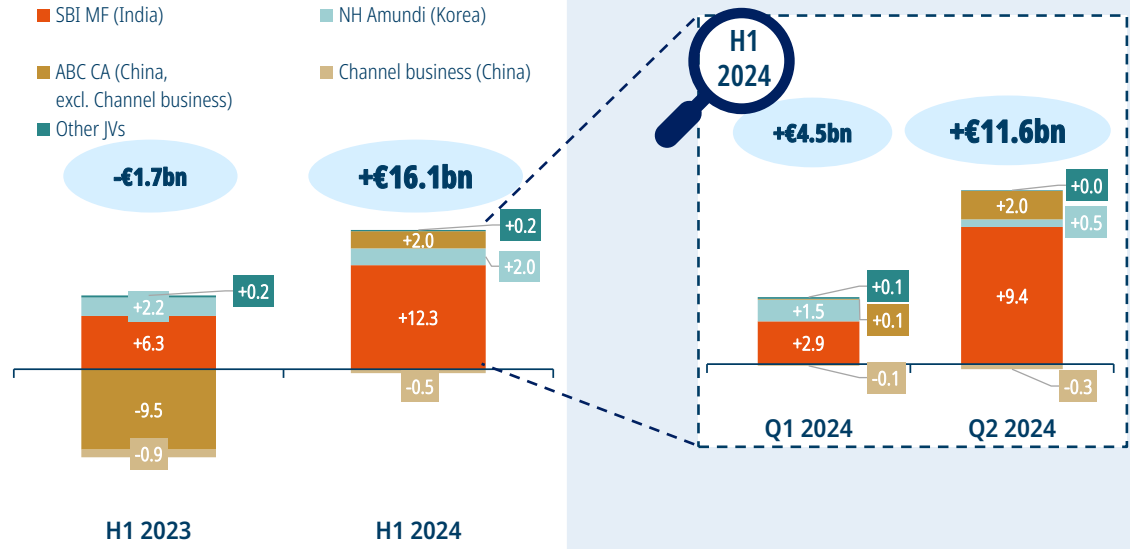 SBI MF (India)
NH Amundi (Korea)
ABC CA (China,
excl. Channel business)
Channel business (China)
Other JVs
-€1.7bn
+€16.1bn
+0.2
+2.2
+6.3
-9.5
-0.9
+0.2
+2.0
+2.0
+12.3
-0.5
H1 2023
H1 2024
H1
2024
+€4.5bn
+€11.6bn
+0.1
+1.5
+0.1
+2.9
-0.1
+0.0
+2.0
+0.5
+9.4
-0.3
Q1 2024
Q2 2024